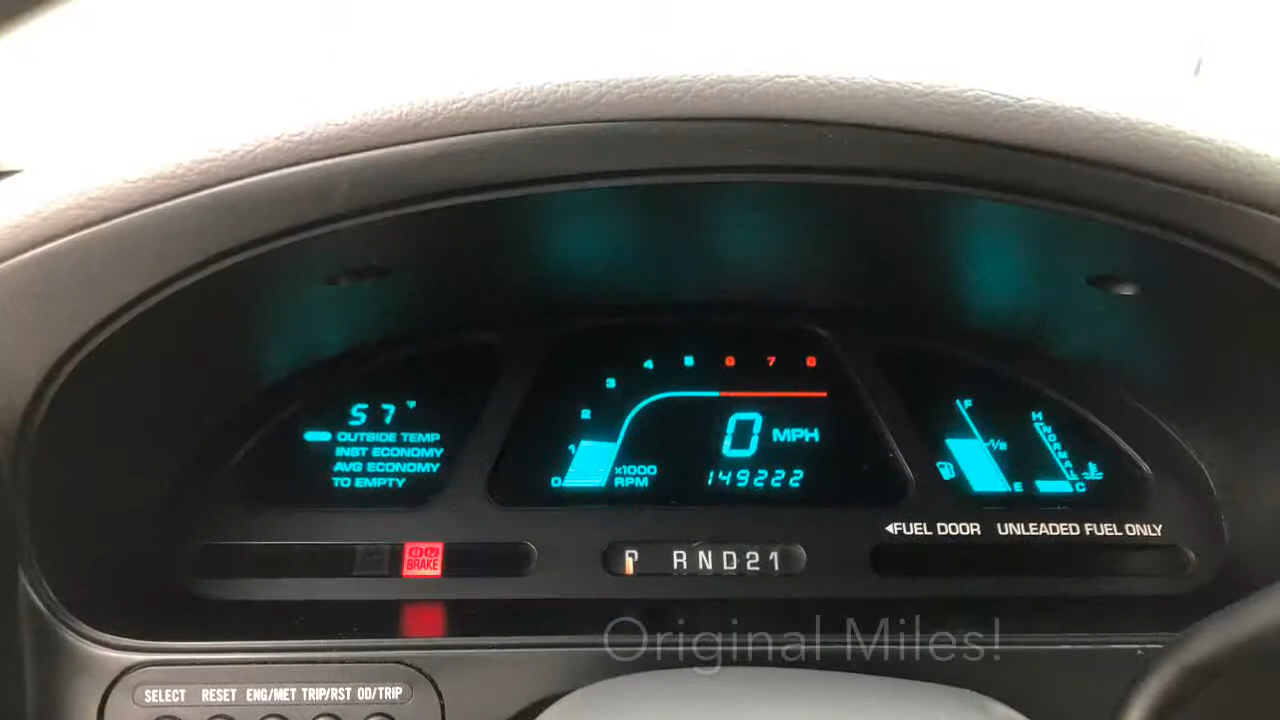 57 °F
OUTSIDE TEMP
INST ECONOMY
AVG ECONOMY
TO EMPTY
0 1 2 3 4 5 6 7 8
x1000
RPM
0 MPH
149222
F
1/2
E
H
NORMAL
C
◀FUEL DOOR UNLEADED FUEL ONLY
BRAKE
P RND21
Original Miles!
SELECT RESET ENG/MET TRIP/RST OD/TRIP